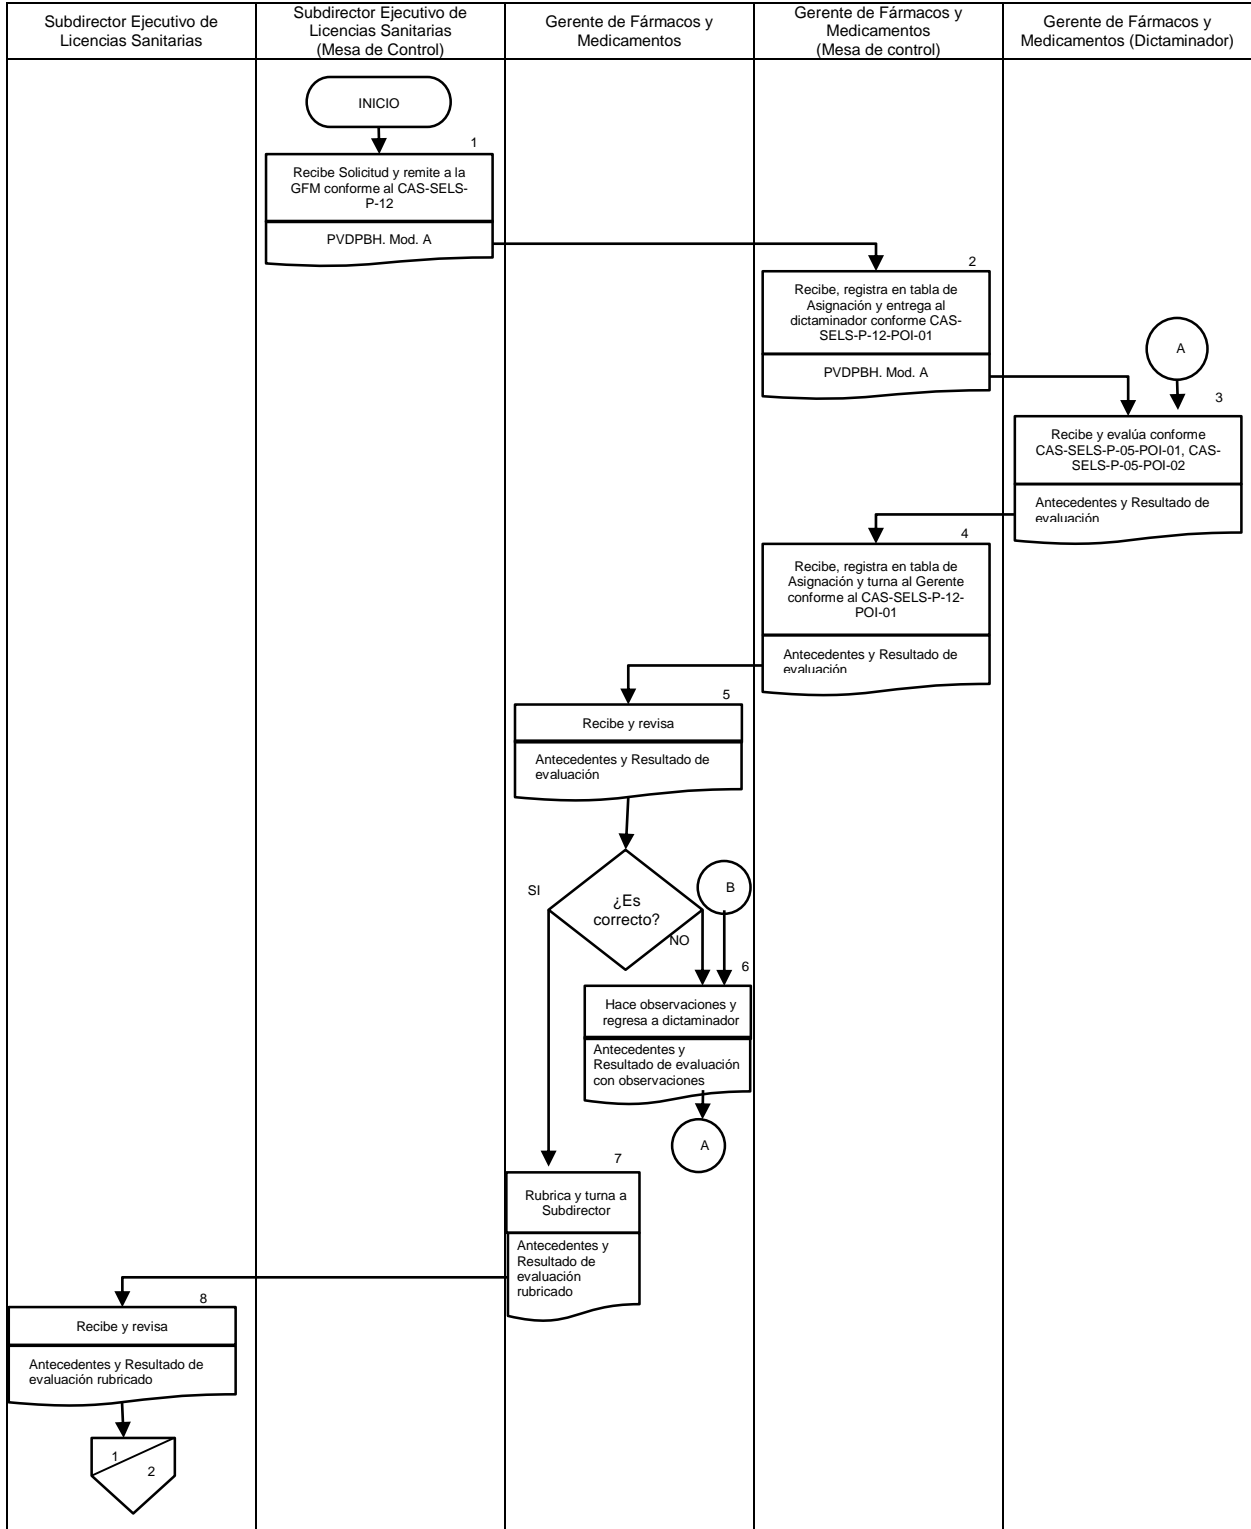 Subdirector Ejecutivo de
Licencias Sanitarias
Subdirector Ejecutivo de
Licencias Sanitarias
(Mesa de Control)
Gerente de Fármacos y
Medicamentos
Gerente de Fármacos y
Medicamentos
(Mesa de control)
Gerente de Fármacos y
Medicamentos (Dictaminador)
INICIO
1
Recibe Solicitud y remite a la
GFM conforme al CAS-SELS-
P-12
PVDPBH. Mod. A
2
Recibe, registra en tabla de
Asignación y entrega al
dictaminador conforme CAS-
SELS-P-12-POI-01
PVDPBH. Mod. A
A
3
Recibe y evalúa conforme
CAS-SELS-P-05-POI-01, CAS-
SELS-P-05-POI-02
Antecedentes y Resultado de
evaluación
4
Recibe, registra en tabla de
Asignación y turna al Gerente
conforme al CAS-SELS-P-12-
POI-01
Antecedentes y Resultado de
evaluación
5
Recibe y revisa
Antecedentes y Resultado de
evaluación
SI
¿Es
correcto?
NO
B
6
Hace observaciones y
regresa a dictaminador
Antecedentes y
Resultado de evaluación
con observaciones
A
7
Rubrica y turna a
Subdirector
Antecedentes y
Resultado de
evaluación
rubricado
8
Recibe y revisa
Antecedentes y Resultado de
evaluación rubricado
1
2